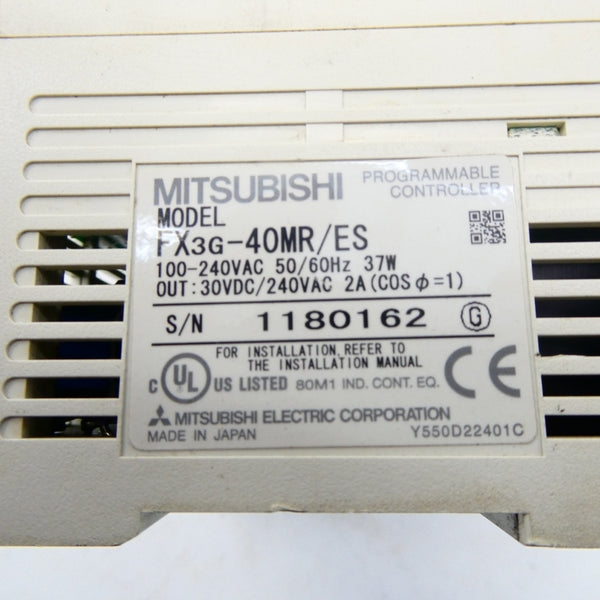 MITSUBISHI
PROGRAMMABLE
CONTROLLER
MODEL
FX3G-40MR/ES
100-240VAC 50/60Hz 37W
OUT:30VDC/240VAC 2A(COSϕ=1)
S/N 1180162 G
FOR INSTALLATION, REFER TO
THE INSTALLATION MANUAL
C UL US LISTED 80M1 IND. CONT. EQ. CE
MITSUBISHI ELECTRIC CORPORATION
MADE IN JAPAN Y550D22401C